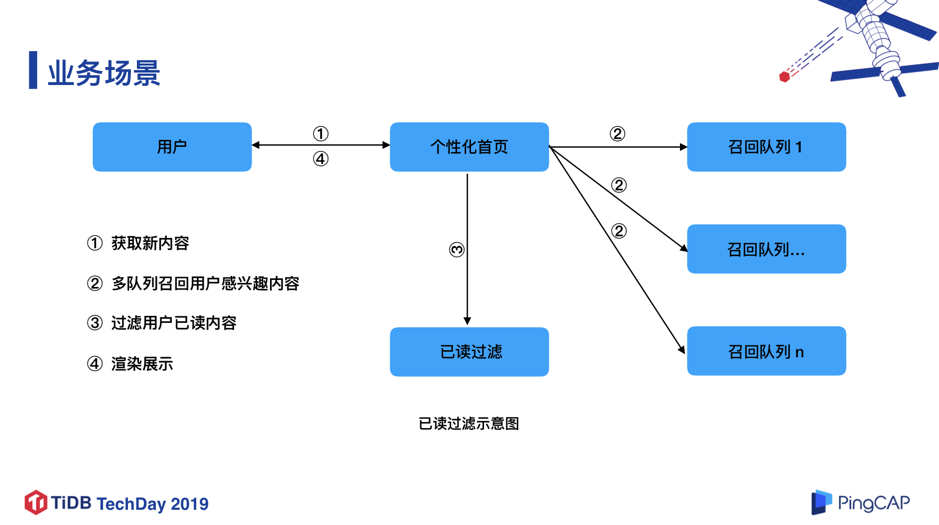 业务场景
用户
①
④
个性化首页
②
召回队列 1
②
②
召回队列...
③
① 获取新内容
② 多队列召回用户感兴趣内容
③ 过滤用户已读内容
④ 渲染展示
已读过滤
召回队列 n
已读过滤示意图
TiDB TechDay 2019
PingCAP